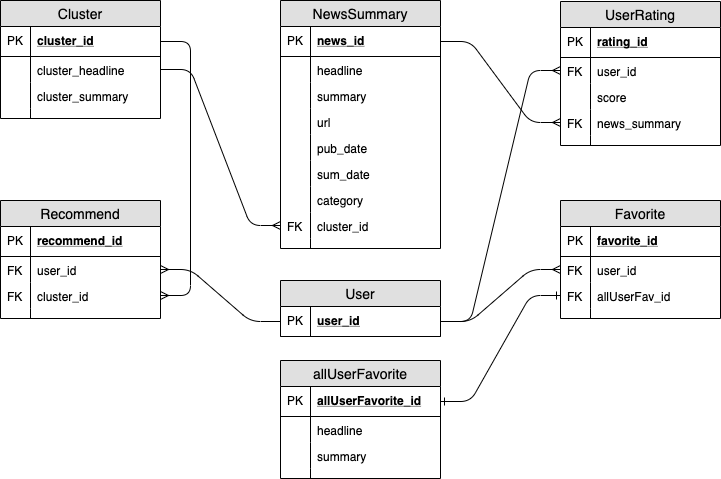 Cluster
PK cluster_id
cluster_headline
cluster_summary
NewsSummary
PK news_id
headline
summary
url
pub_date
sum_date
category
FK cluster_id
UserRating
PK rating_id
FK user_id
score
FK news_summary
Recommend
PK recommend_id
FK user_id
FK cluster_id
User
PK user_id
Favorite
PK favorite_id
FK user_id
FK allUserFav_id
allUserFavorite
PK allUserFavorite_id
headline
summary